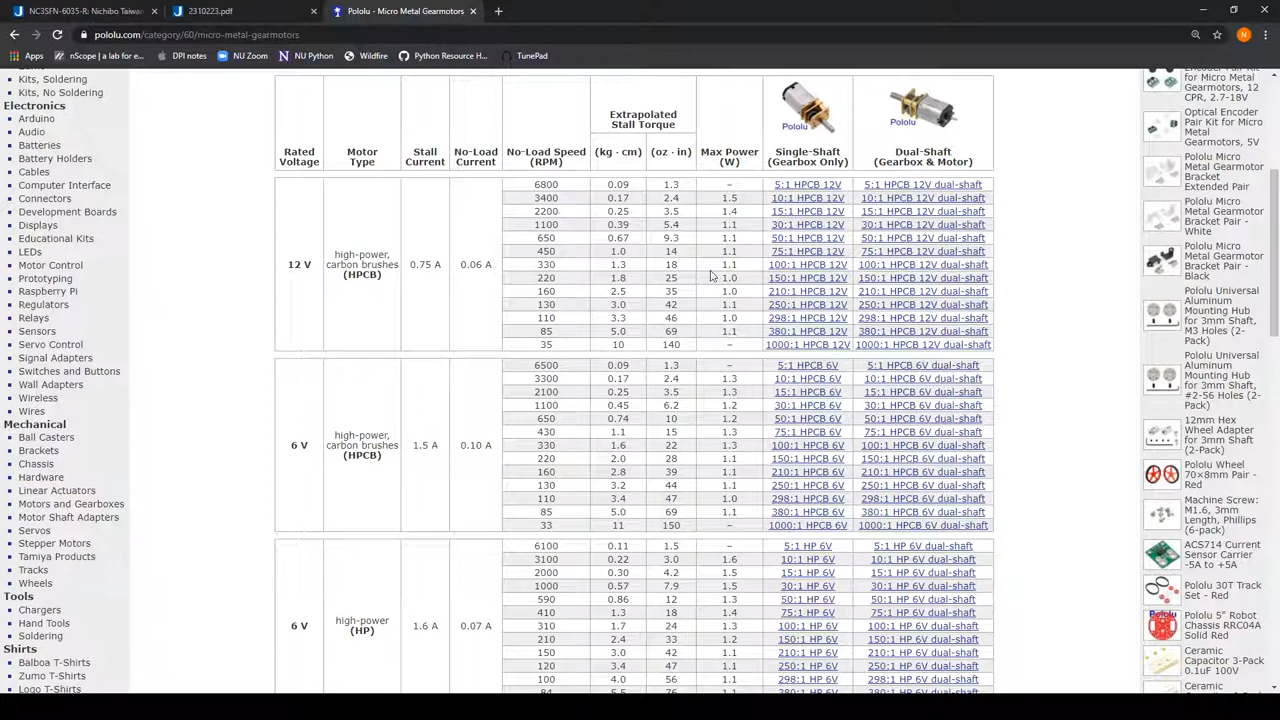 NC3SFN-6035-R: Nichibo Taiwan
2310223.pdf
Pololu - Micro Metal Gearmotors
pololu.com/category/60/micro-metal-gearmotors
N
Apps
nScope | a lab for e...
DPI notes
NU Zoom
NU Python
Wildfire
Python Resource H...
TunePad
Kits, Soldering
Kits, No Soldering
Electronics
Arduino
Audio
Batteries
Battery Holders
Cables
Computer Interface
Connectors
Development Boards
Displays
Educational Kits
LEDs
Motor Control
Prototyping
Raspberry Pi
Regulators
Relays
Sensors
Servo Control
Signal Adapters
Switches and Buttons
Wall Adapters
Wireless
Wires
Mechanical
Ball Casters
Brackets
Chassis
Hardware
Linear Actuators
Motors and Gearboxes
Motor Shaft Adapters
Servos
Stepper Motors
Tamiya Products
Tracks
Wheels
Tools
Chargers
Hand Tools
Soldering
Shirts
Balboa T-Shirts
Zumo T-Shirts
Logo T-Shirts
Rated Voltage
Motor Type
Stall Current
No-Load Current
No-Load Speed (RPM)
Extrapolated Stall Torque
(kg · cm)
(oz · in)
Max Power (W)
Pololu
Single-Shaft (Gearbox Only)
Pololu
Dual-Shaft (Gearbox & Motor)
12 V
high-power, carbon brushes (HPCB)
0.75 A
0.06 A
6800 0.09 1.3 – 5:1 HPCB 12V 5:1 HPCB 12V dual-shaft
3400 0.17 2.4 1.5 10:1 HPCB 12V 10:1 HPCB 12V dual-shaft
2200 0.25 3.5 1.4 15:1 HPCB 12V 15:1 HPCB 12V dual-shaft
1100 0.39 5.4 1.1 30:1 HPCB 12V 30:1 HPCB 12V dual-shaft
650 0.67 9.3 1.1 50:1 HPCB 12V 50:1 HPCB 12V dual-shaft
450 1.0 14 1.1 75:1 HPCB 12V 75:1 HPCB 12V dual-shaft
330 1.3 18 1.1 100:1 HPCB 12V 100:1 HPCB 12V dual-shaft
220 1.8 25 1.0 150:1 HPCB 12V 150:1 HPCB 12V dual-shaft
160 2.5 35 1.0 210:1 HPCB 12V 210:1 HPCB 12V dual-shaft
130 3.0 42 1.1 250:1 HPCB 12V 250:1 HPCB 12V dual-shaft
110 3.3 46 1.0 298:1 HPCB 12V 298:1 HPCB 12V dual-shaft
85 5.0 69 1.1 380:1 HPCB 12V 380:1 HPCB 12V dual-shaft
35 10 140 – 1000:1 HPCB 12V 1000:1 HPCB 12V dual-shaft
6 V
high-power, carbon brushes (HPCB)
1.5 A
0.10 A
6500 0.09 1.3 – 5:1 HPCB 6V 5:1 HPCB 6V dual-shaft
3300 0.17 2.4 1.3 10:1 HPCB 6V 10:1 HPCB 6V dual-shaft
2100 0.25 3.5 1.3 15:1 HPCB 6V 15:1 HPCB 6V dual-shaft
1100 0.45 6.2 1.2 30:1 HPCB 6V 30:1 HPCB 6V dual-shaft
650 0.74 10 1.2 50:1 HPCB 6V 50:1 HPCB 6V dual-shaft
430 1.1 15 1.3 75:1 HPCB 6V 75:1 HPCB 6V dual-shaft
330 1.6 22 1.3 100:1 HPCB 6V 100:1 HPCB 6V dual-shaft
220 2.0 28 1.1 150:1 HPCB 6V 150:1 HPCB 6V dual-shaft
160 2.8 39 1.1 210:1 HPCB 6V 210:1 HPCB 6V dual-shaft
130 3.2 44 1.1 250:1 HPCB 6V 250:1 HPCB 6V dual-shaft
110 3.4 47 1.0 298:1 HPCB 6V 298:1 HPCB 6V dual-shaft
85 5.0 69 1.1 380:1 HPCB 6V 380:1 HPCB 6V dual-shaft
33 11 150 – 1000:1 HPCB 6V 1000:1 HPCB 6V dual-shaft
6 V
high-power (HP)
1.6 A
0.07 A
6100 0.11 1.5 – 5:1 HP 6V 5:1 HP 6V dual-shaft
3100 0.22 3.0 1.6 10:1 HP 6V 10:1 HP 6V dual-shaft
2000 0.30 4.2 1.5 15:1 HP 6V 15:1 HP 6V dual-shaft
1000 0.57 7.9 1.5 30:1 HP 6V 30:1 HP 6V dual-shaft
590 0.86 12 1.3 50:1 HP 6V 50:1 HP 6V dual-shaft
410 1.3 18 1.4 75:1 HP 6V 75:1 HP 6V dual-shaft
310 1.7 24 1.3 100:1 HP 6V 100:1 HP 6V dual-shaft
210 2.4 33 1.2 150:1 HP 6V 150:1 HP 6V dual-shaft
150 3.0 42 1.1 210:1 HP 6V 210:1 HP 6V dual-shaft
120 3.4 47 1.1 250:1 HP 6V 250:1 HP 6V dual-shaft
100 4.0 56 1.1 298:1 HP 6V 298:1 HP 6V dual-shaft
Encoder Pair Kit
for Micro Metal
Gearmotors, 12
CPR, 2.7-18V
Optical Encoder
Pair Kit for Micro
Metal
Gearmotors, 5V
Pololu Micro
Metal Gearmotor
Bracket
Extended Pair
Pololu Micro
Metal Gearmotor
Bracket Pair -
White
Pololu Micro
Metal Gearmotor
Bracket Pair -
Black
Pololu Universal
Aluminum
Mounting Hub
for 3mm Shaft,
M3 Holes (2-
Pack)
Pololu Universal
Aluminum
Mounting Hub
for 3mm Shaft,
#2-56 Holes (2-
Pack)
12mm Hex
Wheel Adapter
for 3mm Shaft
(2-Pack)
Pololu Wheel
70×8mm Pair -
Red
Machine Screw:
M1.6, 3mm
Length, Phillips
(6-pack)
ACS714 Current
Sensor Carrier
-5A to +5A
Pololu 30T Track
Set - Red
Pololu 5" Robot
Chassis RRC04A
Solid Red
Ceramic
Capacitor 3-Pack
0.1uF 100V
Ceramic